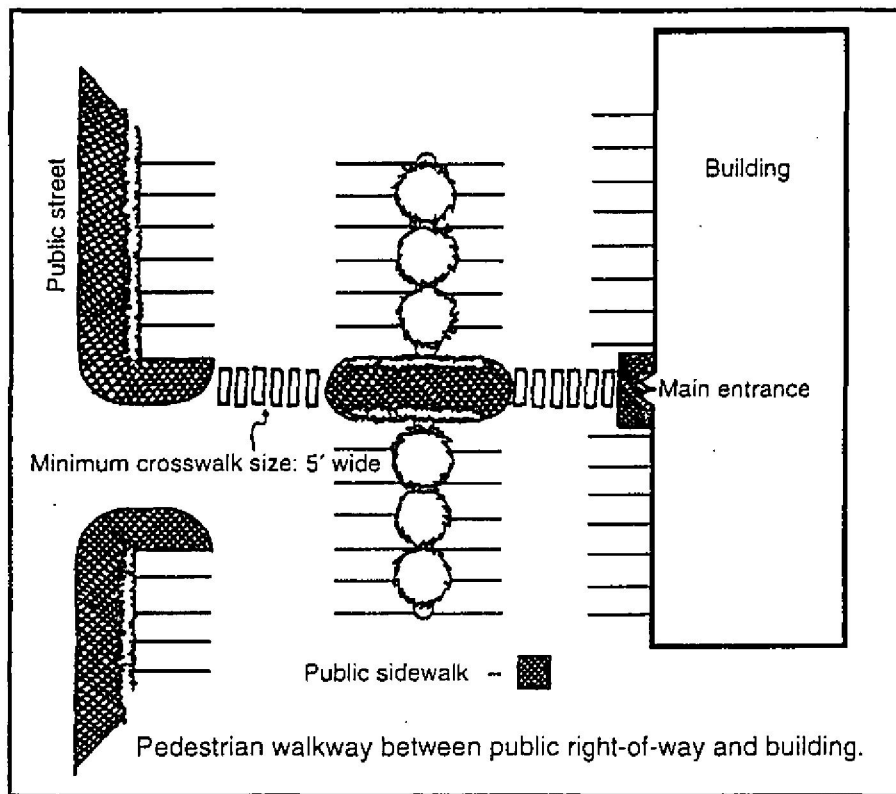 Public street
Building
Main entrance
Minimum crosswalk size: 5' wide
Public sidewalk -
Pedestrian walkway between public right-of-way and building.